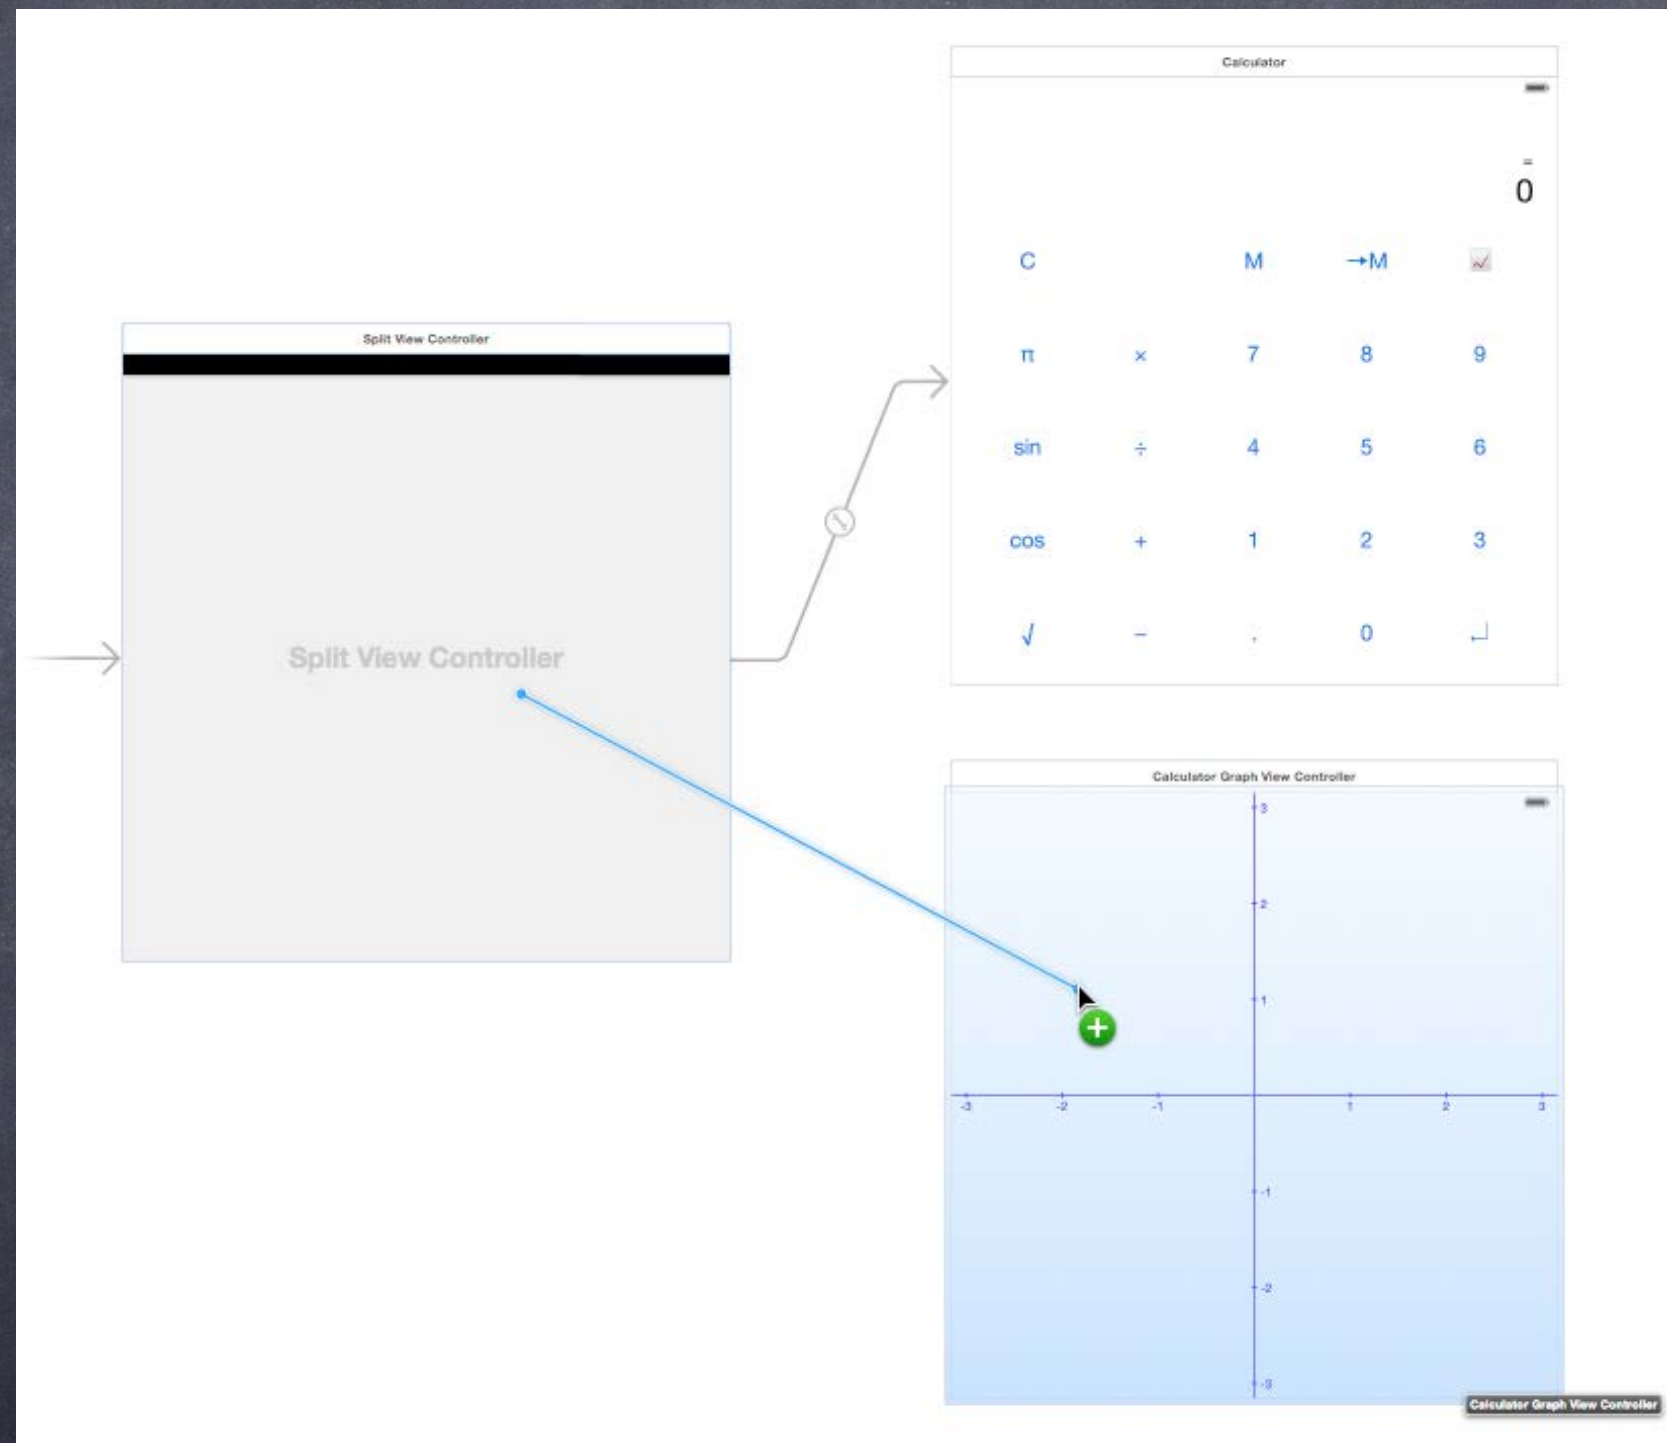 Calculator
=
0
C M →M
π × 7 8 9
sin ÷ 4 5 6
cos + 1 2 3
√ − . 0 ↵
Split View Controller
Split View Controller
Calculator Graph View Controller
3
2
1
-3 -2 -1 1 2 3
-1
-2
-3
Calculator Graph View Controller